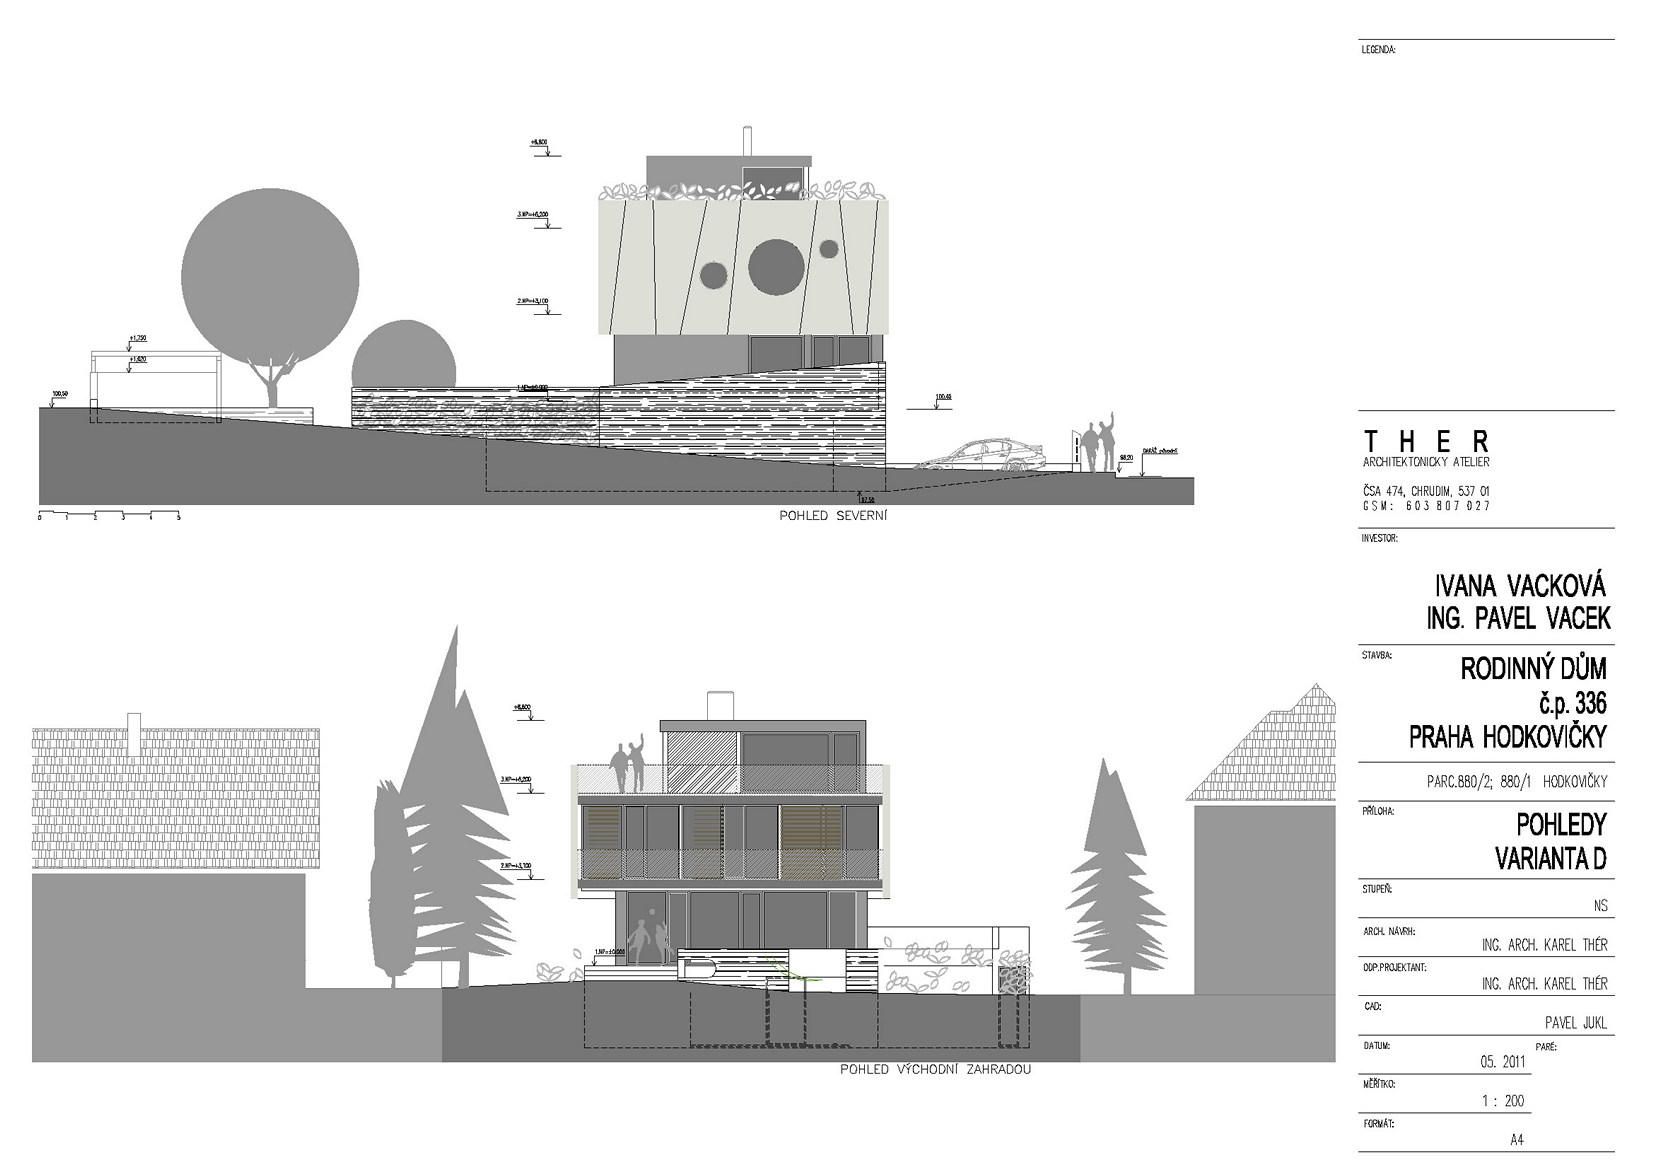 LEGENDA:
+8,800
3.NP=+6,200
2.NP=+3,100
+1,750
+1,620
1.NP=±0,000
100,50
100,40
98,20
GARÁŽ původní
97,50
0 1 2 3 4 5
POHLED SEVERNÍ
+8,800
3.NP=+6,200
2.NP=+3,100
1.NP=±0,000
POHLED VÝCHODNÍ ZAHRADOU
THER
ARCHITEKTONICKY ATELIER
ČSA 474, CHRUDIM, 537 01
GSM: 603 807 027
INVESTOR:
IVANA VACKOVÁ
ING. PAVEL VACEK
STAVBA:
RODINNÝ DŮM
č.p. 336
PRAHA HODKOVIČKY
PARC.880/2; 880/1 HODKOVIČKY
PŘÍLOHA:
POHLEDY
VARIANTA D
STUPEŇ:
NS
ARCH. NÁVRH:
ING. ARCH. KAREL THÉR
ODP.PROJEKTANT:
ING. ARCH. KAREL THÉR
CAD:
PAVEL JUKL
DATUM:
PARÉ:
05. 2011
MĚŘÍTKO:
1 : 200
FORMÁT:
A4